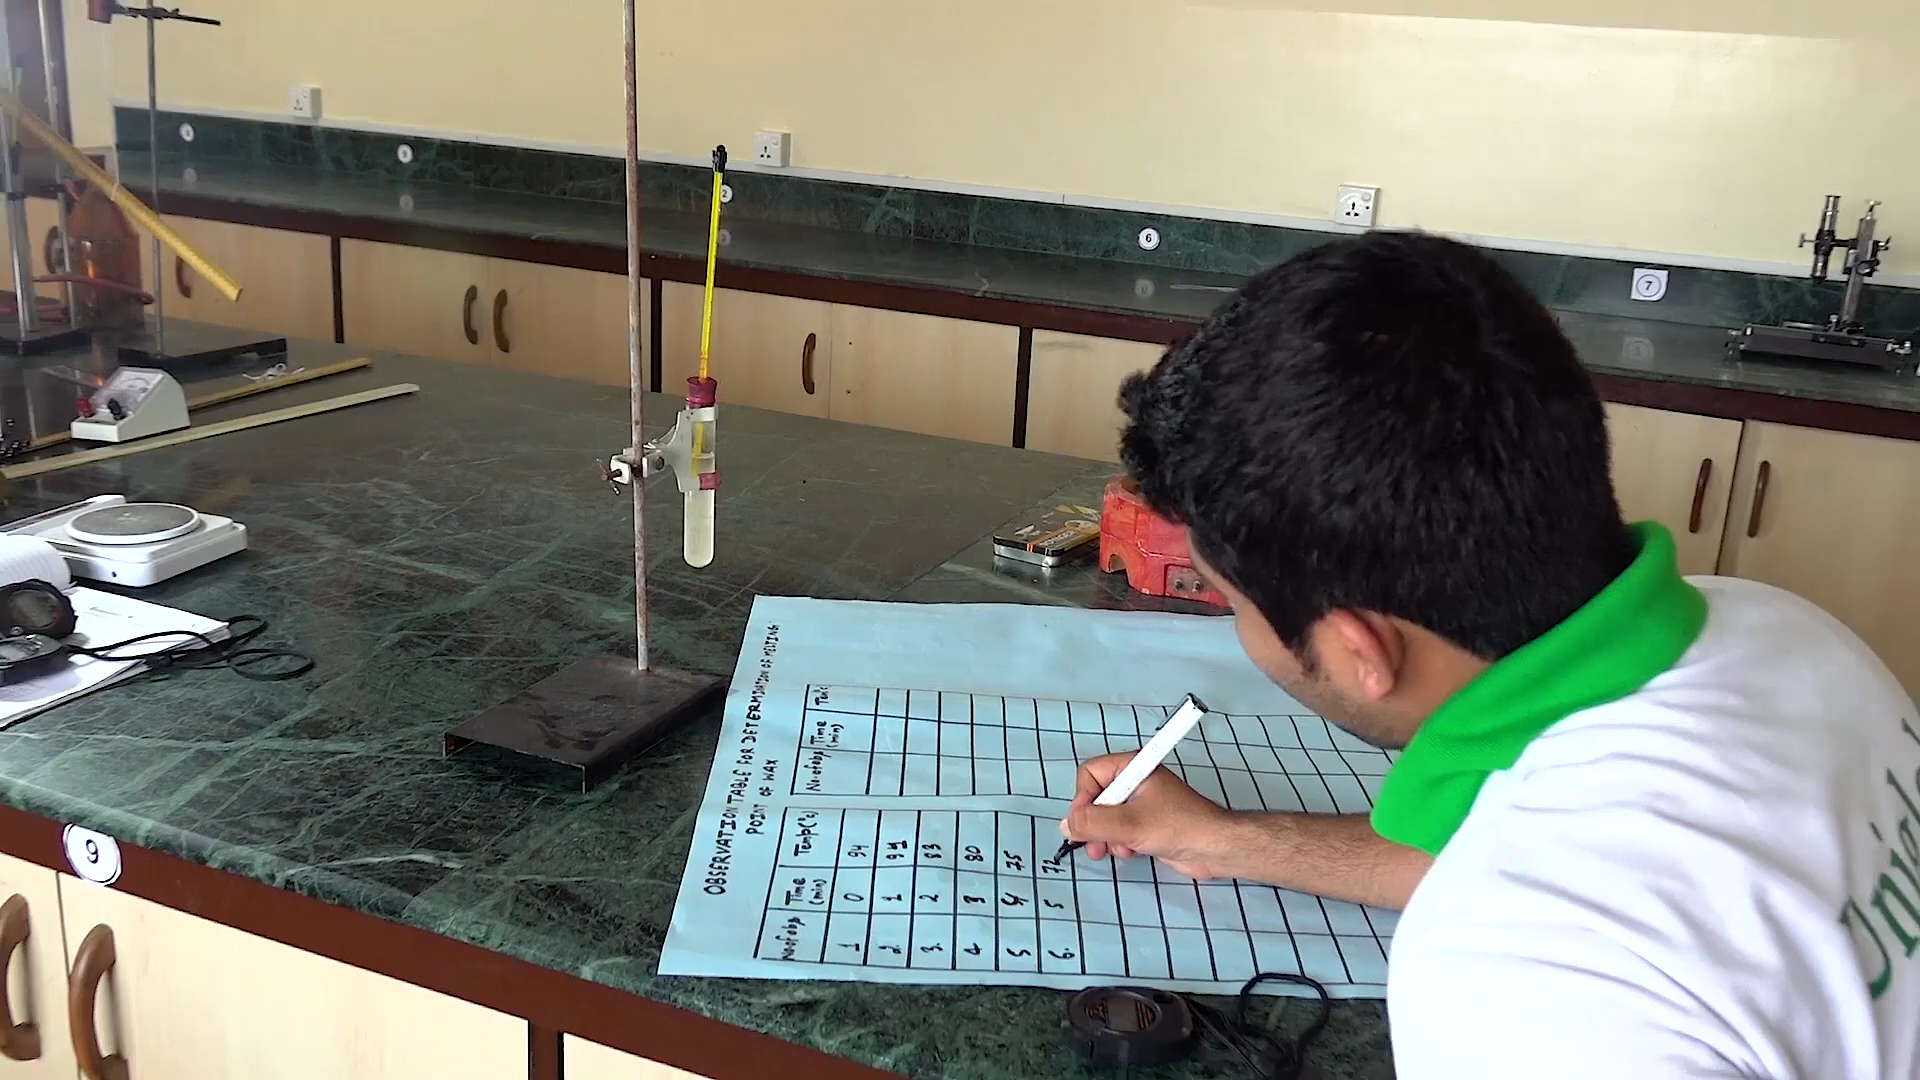 OBSERVATION TABLE FOR DETERMINATION OF MELTING
POINT OF WAX
No. of obs Time (min) Temp (°c)
1 0 94
2. 1 91
3. 2 83
4. 3 80
5 4 75
6. 5 72
No. of obs Time (min)
2
6
7
9